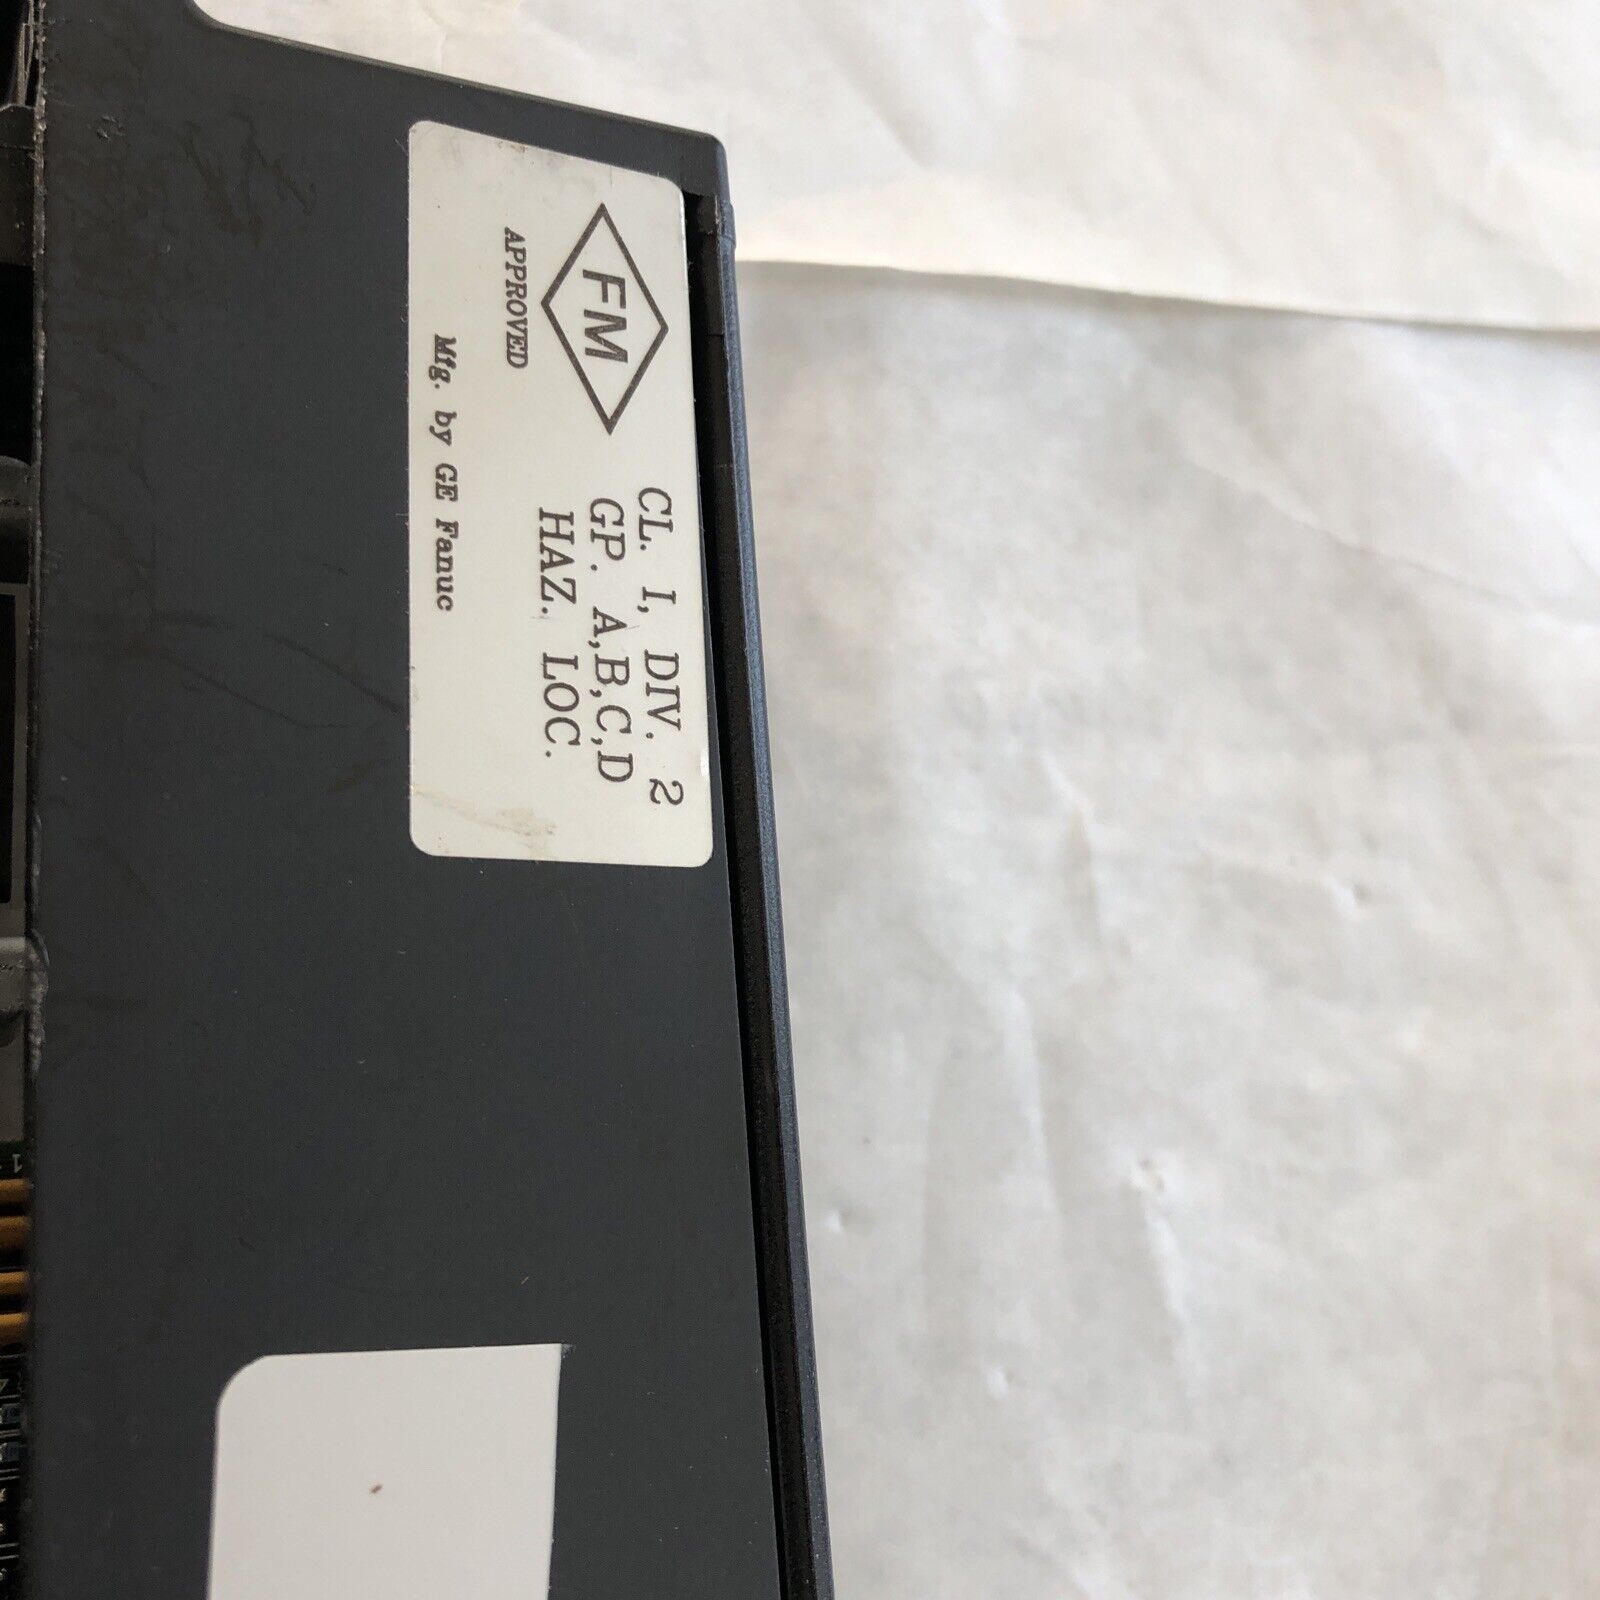 FM
APPROVED
CL. I, DIV. 2
GP. A,B,C,D
HAZ. LOC.
Mfg. by GE Fanuc